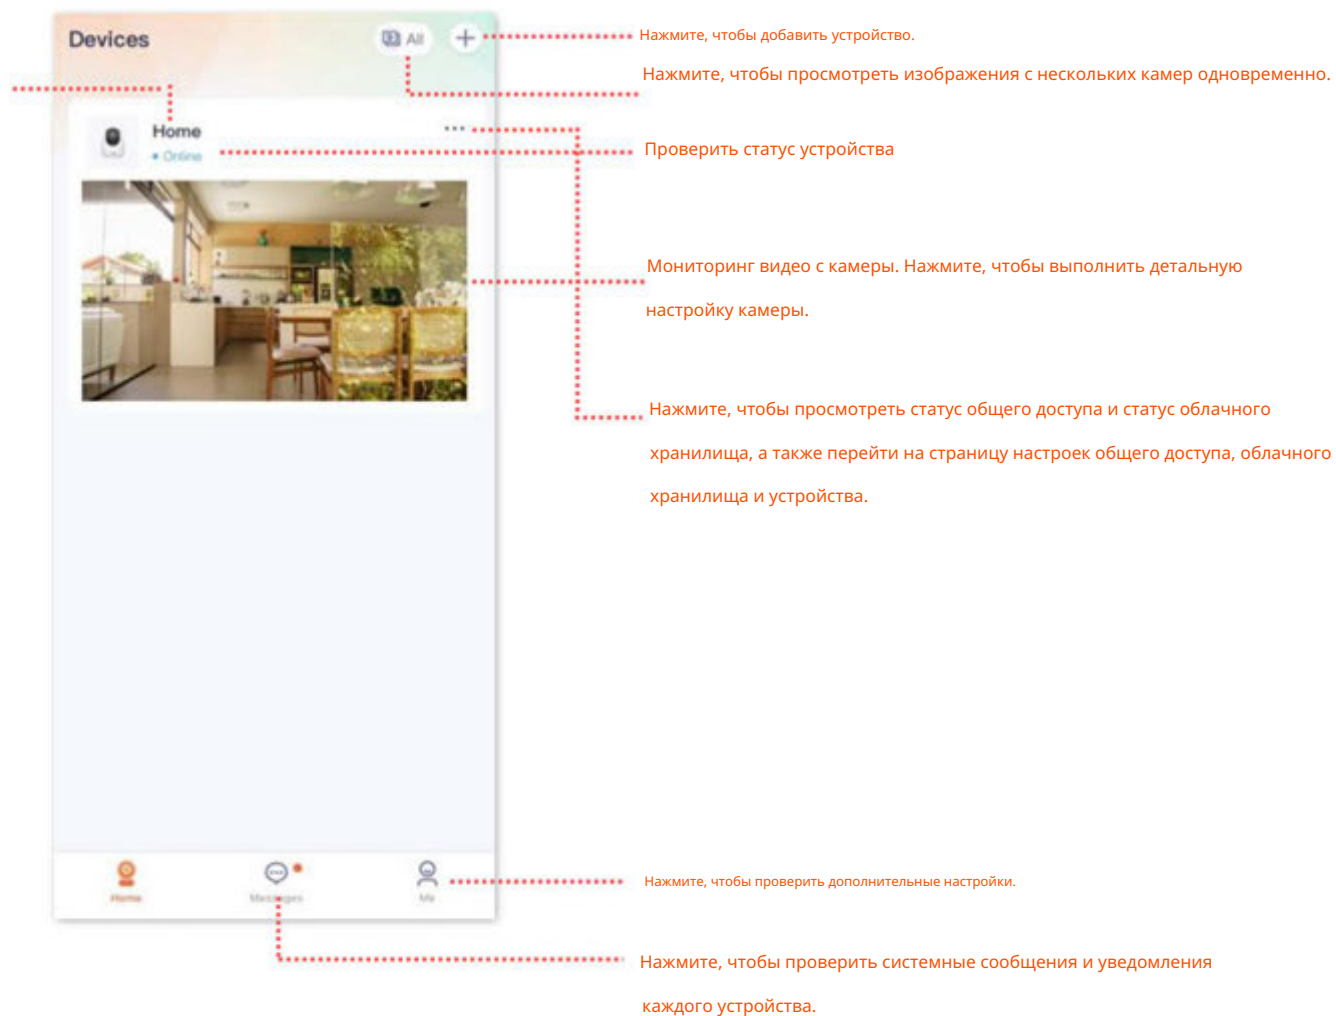 Devices
All
Нажмите, чтобы добавить устройство.
Нажмите, чтобы просмотреть изображения с нескольких камер одновременно.
Home
Online
Проверить статус устройства
Мониторинг видео с камеры. Нажмите, чтобы выполнить детальную
настройку камеры.
Нажмите, чтобы просмотреть статус общего доступа и статус облачного
хранилища, а также перейти на страницу настроек общего доступа, облачного
хранилища и устройства.
Home
Messages
Me
Нажмите, чтобы проверить дополнительные настройки.
Нажмите, чтобы проверить системные сообщения и уведомления
каждого устройства.